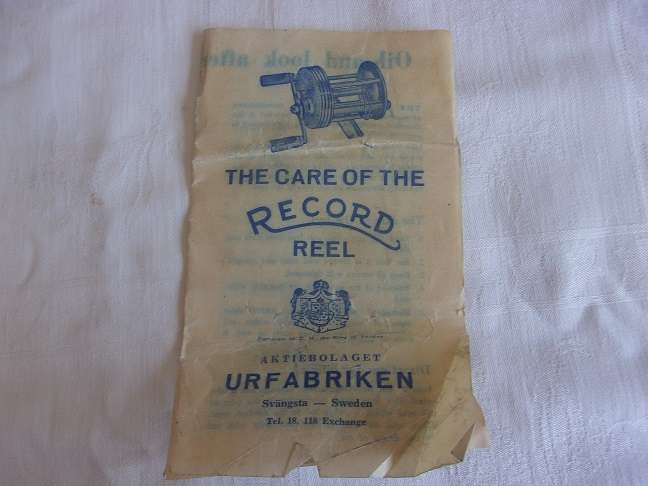 THE CARE OF THE
RECORD
REEL
AKTIEBOLAGET
URFABRIKEN
Svängsta — Sweden
Tel. 18, 118 Exchange